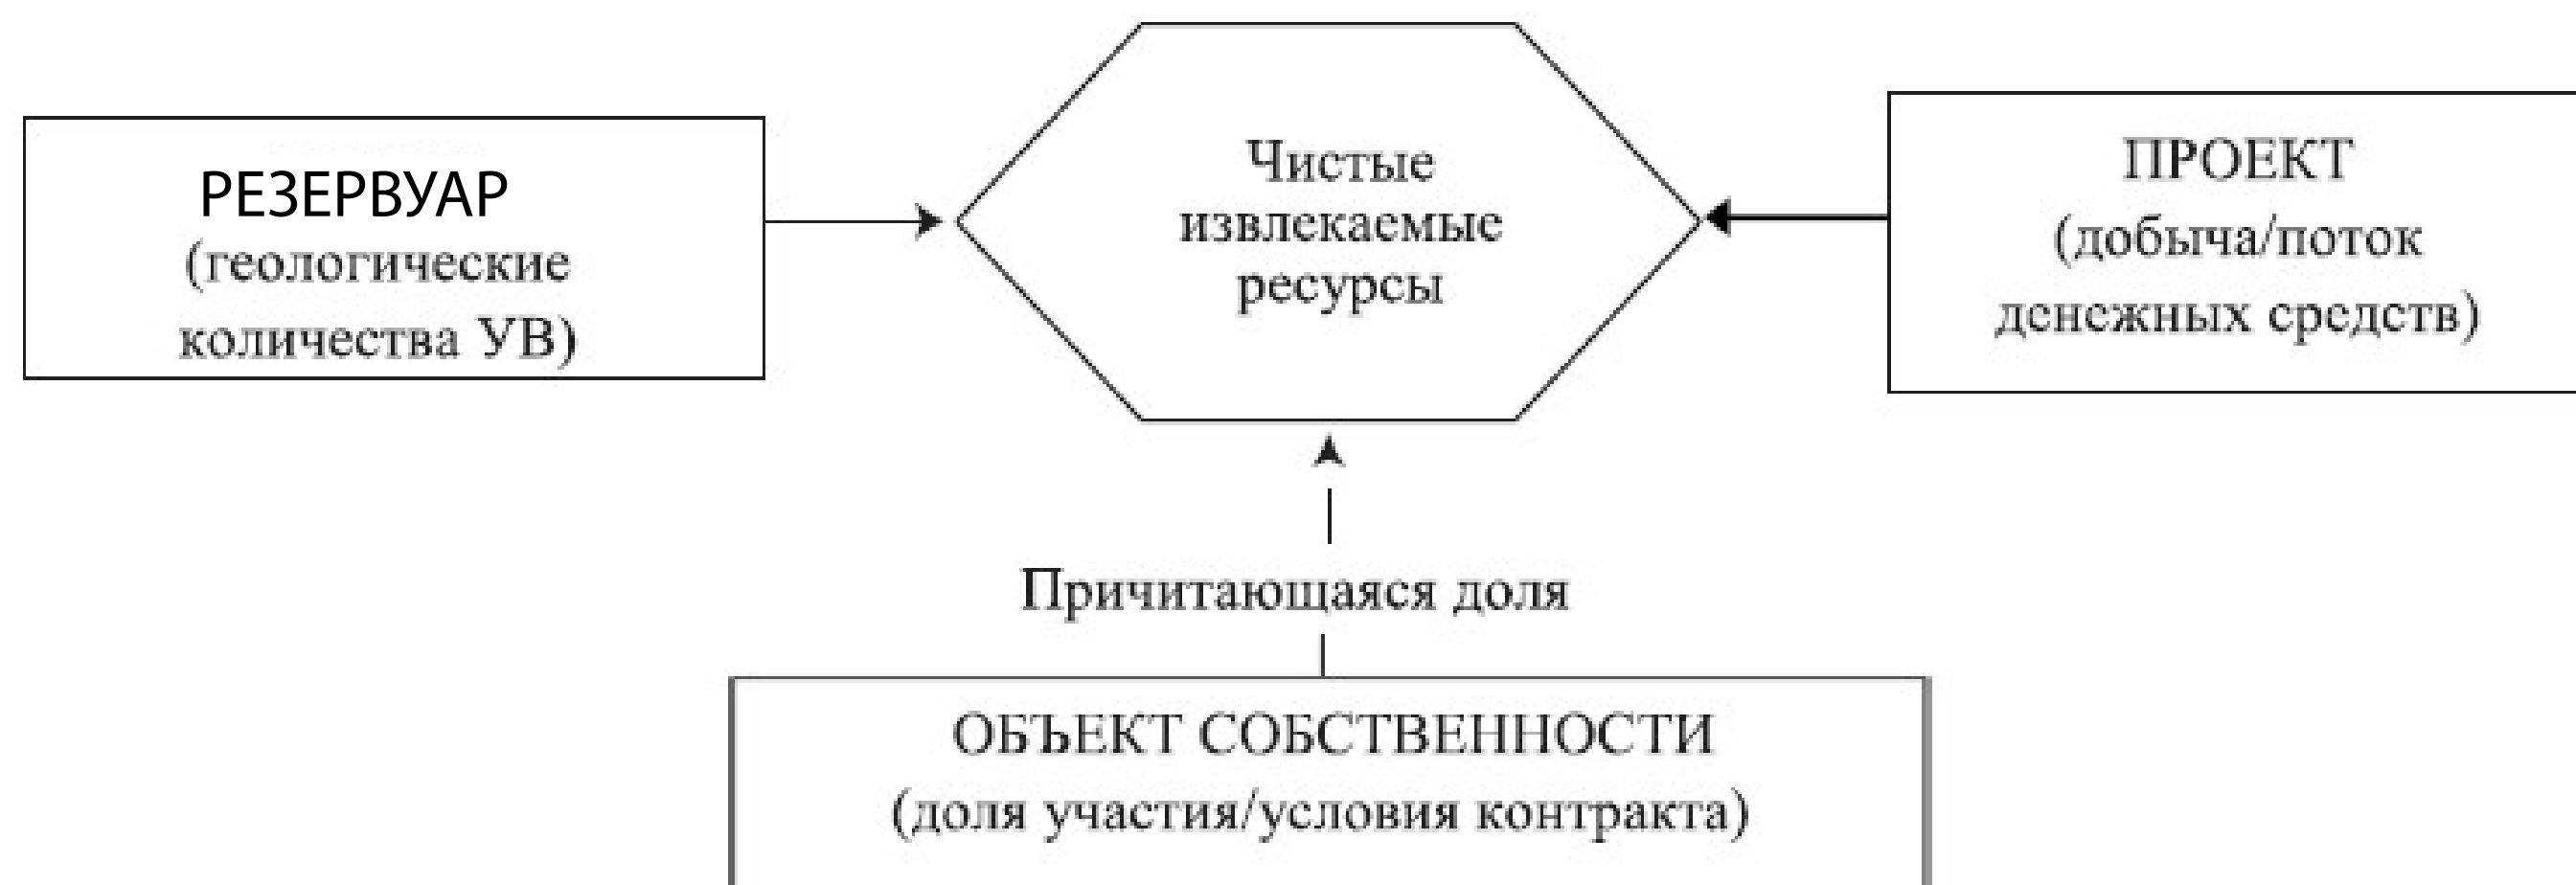 РЕЗЕРВУАР
(геологические
количества УВ)
Чистые
извлекаемые
ресурсы
ПРОЕКТ
(добыча/поток
денежных средств)
Причитающаяся доля
ОБЪЕКТ СОБСТВЕННОСТИ
(доля участия/условия контракта)